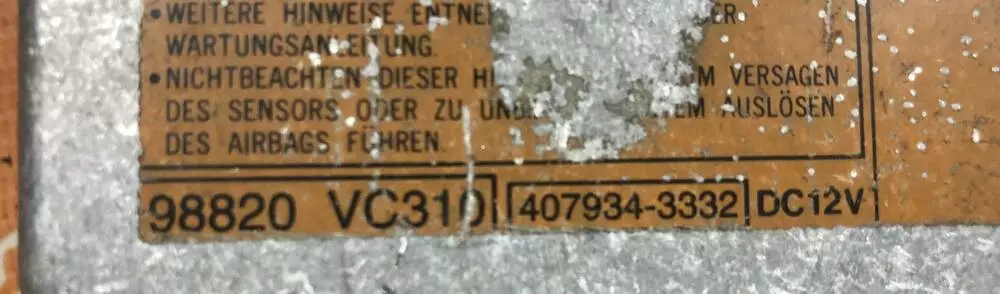 •WEITERE HINWEISE DER
WARTUNGSANLEITUNG.
•NICHTBEACHTEN DIESER VERSAGEN
DES SENSORS ODER ZU AUSLÖSEN
DES AIRBAGS FÜHREN.
98820 VC310 407934-3332 DC12V